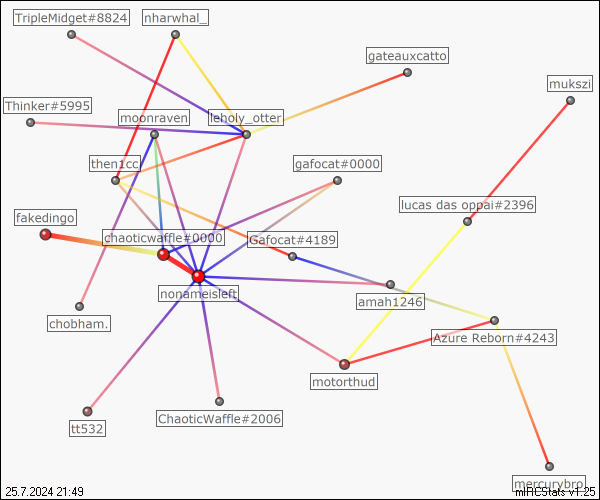 TripleMidget#8824
nharwhal_
gateauxcatto
mukszi
Thinker#5995
moonraven
leholy_otter
then1cc
gafocat#0000
lucas das oppai#2396
fakedingo
chaoticwaffle#0000
Gafocat#4189
nonameisleft
amah1246
chobham.
Azure Reborn#4243
motorthud
ChaoticWaffle#2006
tt532
mercurybro
25.7.2024 21:49
mIRCStats v1.25